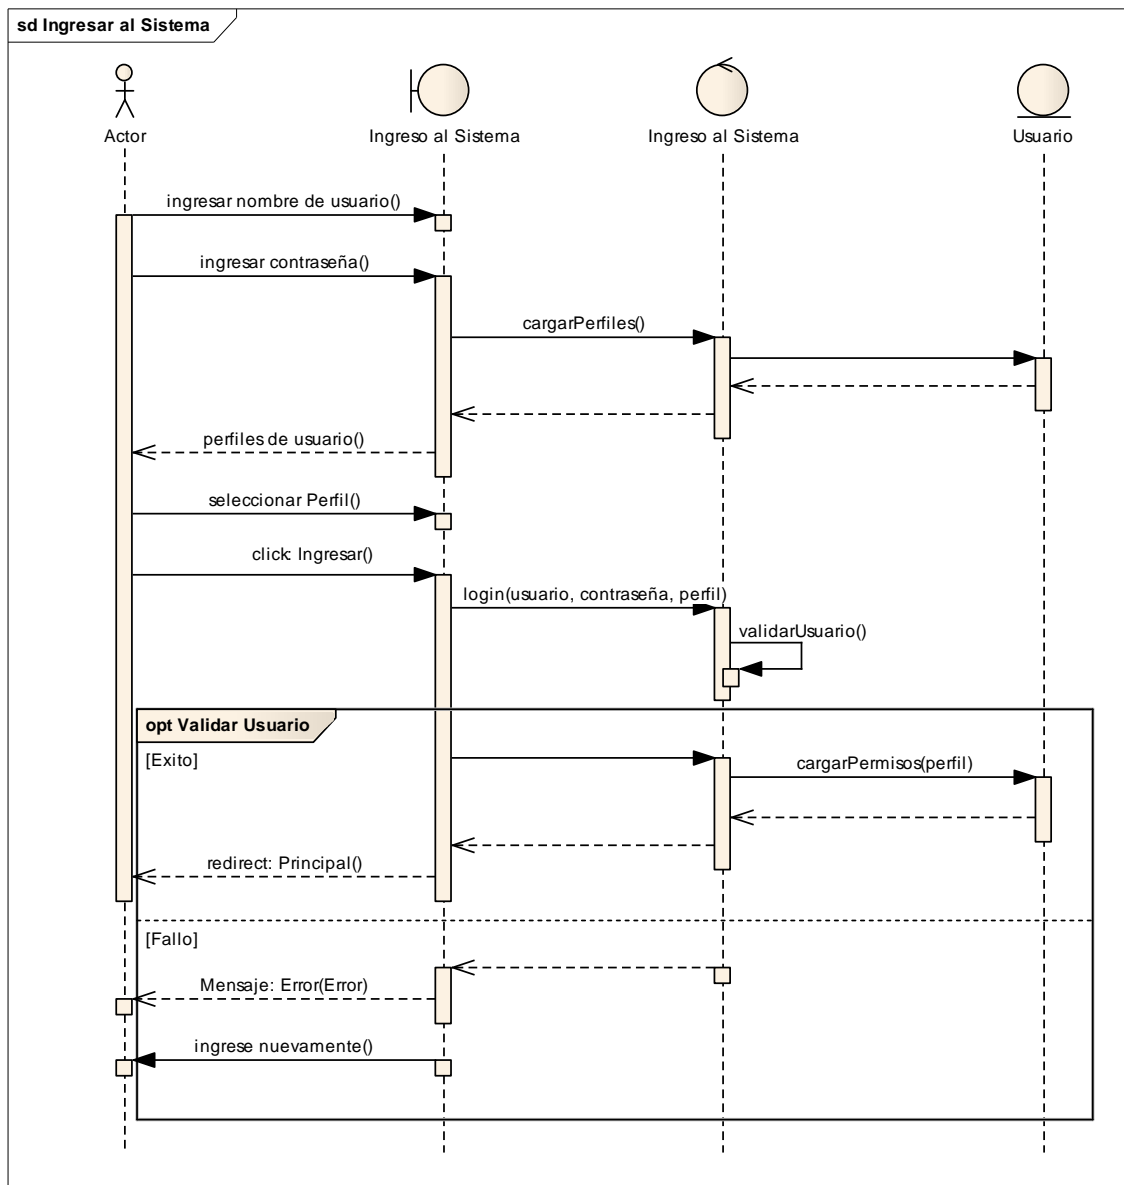 sd Ingresar al Sistema
Actor
Ingreso al Sistema
Ingreso al Sistema
Usuario
ingresar nombre de usuario()
ingresar contraseña()
cargarPerfiles()
perfiles de usuario()
seleccionar Perfil()
click: Ingresar()
login(usuario, contraseña, perfil)
validarUsuario()
opt Validar Usuario
[Exito]
cargarPermisos(perfil)
redirect: Principal()
[Fallo]
Mensaje: Error(Error)
ingrese nuevamente()